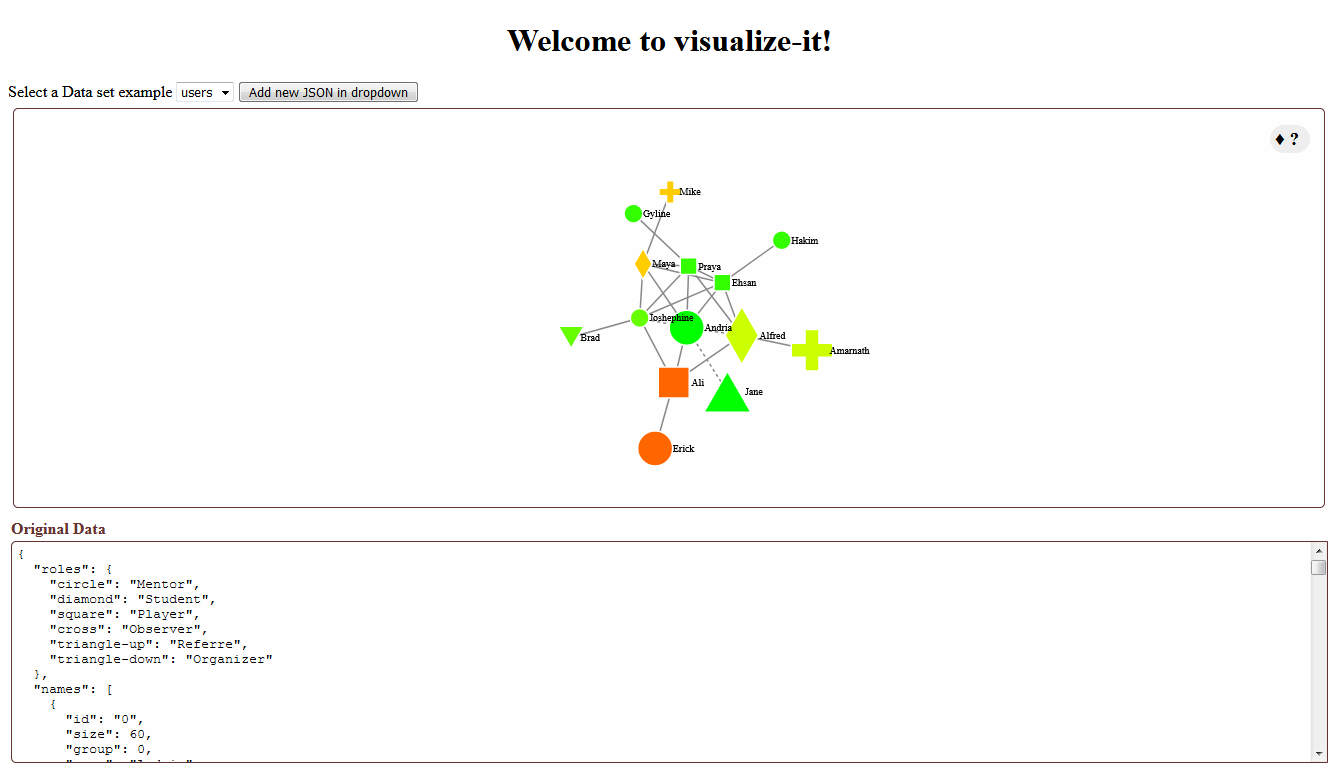 Welcome to visualize-it!
Select a Data set example users Add new JSON in dropdown
♦ ?
Mike
Gyline
Hakim
Maya
Praya
Ehsan
Joshephine
Andria
Alfred
Brad
Amarnath
Ali
Jane
Erick
Original Data
{
"roles": {
"circle": "Mentor",
"diamond": "Student",
"square": "Player",
"cross": "Observer",
"triangle-up": "Referre",
"triangle-down": "Organizer"
},
"names": [
{
"id": "0",
"size": 60,
"group": 0,